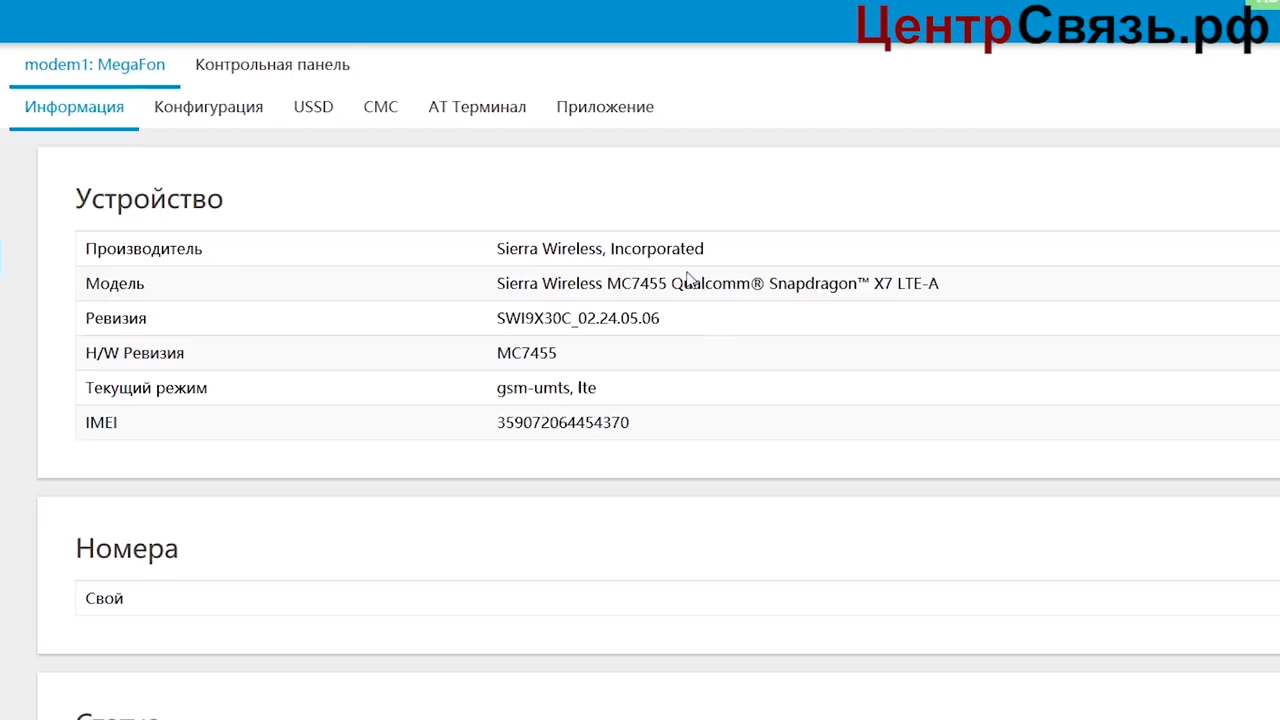 ЦентрСвязь.рф
modem1: MegaFon Контрольная панель
Информация Конфигурация USSD СМС АТ Терминал Приложение
Устройство
Производитель Sierra Wireless, Incorporated
Модель Sierra Wireless MC7455 Qualcomm® Snapdragon™ X7 LTE-A
Ревизия SWI9X30C_02.24.05.06
H/W Ревизия MC7455
Текущий режим gsm-umts, lte
IMEI 359072064454370
Номера
Свой